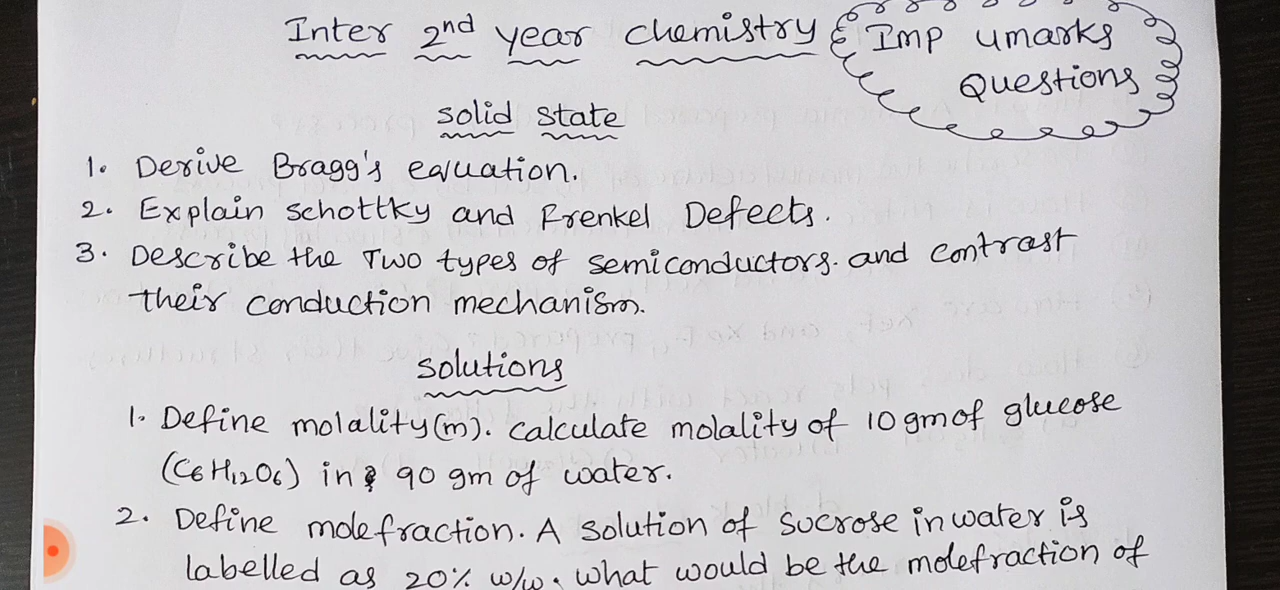 Inter 2nd year chemistry
Imp 4marks
Questions
solid state
1. Derive Bragg's equation.
2. Explain schottky and Frenkel Defects.
3. Describe the Two types of semiconductors. and contrast
their conduction mechanism.
solutions
1. Define molality(m). Calculate molality of 10 gm of glucose
(C6H12O6) in 90 gm of water.
2. Define molefraction. A solution of sucrose in water is
labelled as 20% w/w. what would be the molefraction of